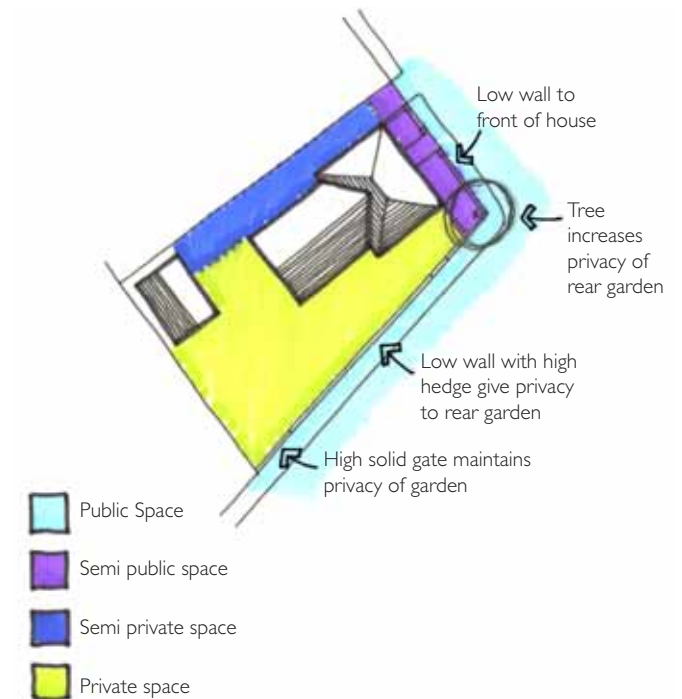 Low wall to
front of house
Tree
increases
privacy of
rear garden
Low wall with high
hedge give privacy
to rear garden
High solid gate maintains
privacy of garden
Public Space
Semi public space
Semi private space
Private space